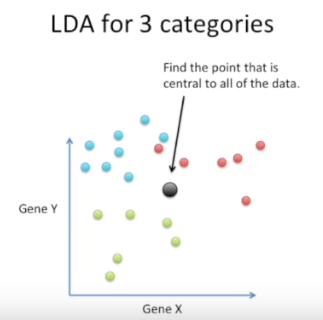 LDA for 3 categories
Find the point that is
central to all of the data.
Gene Y
Gene X